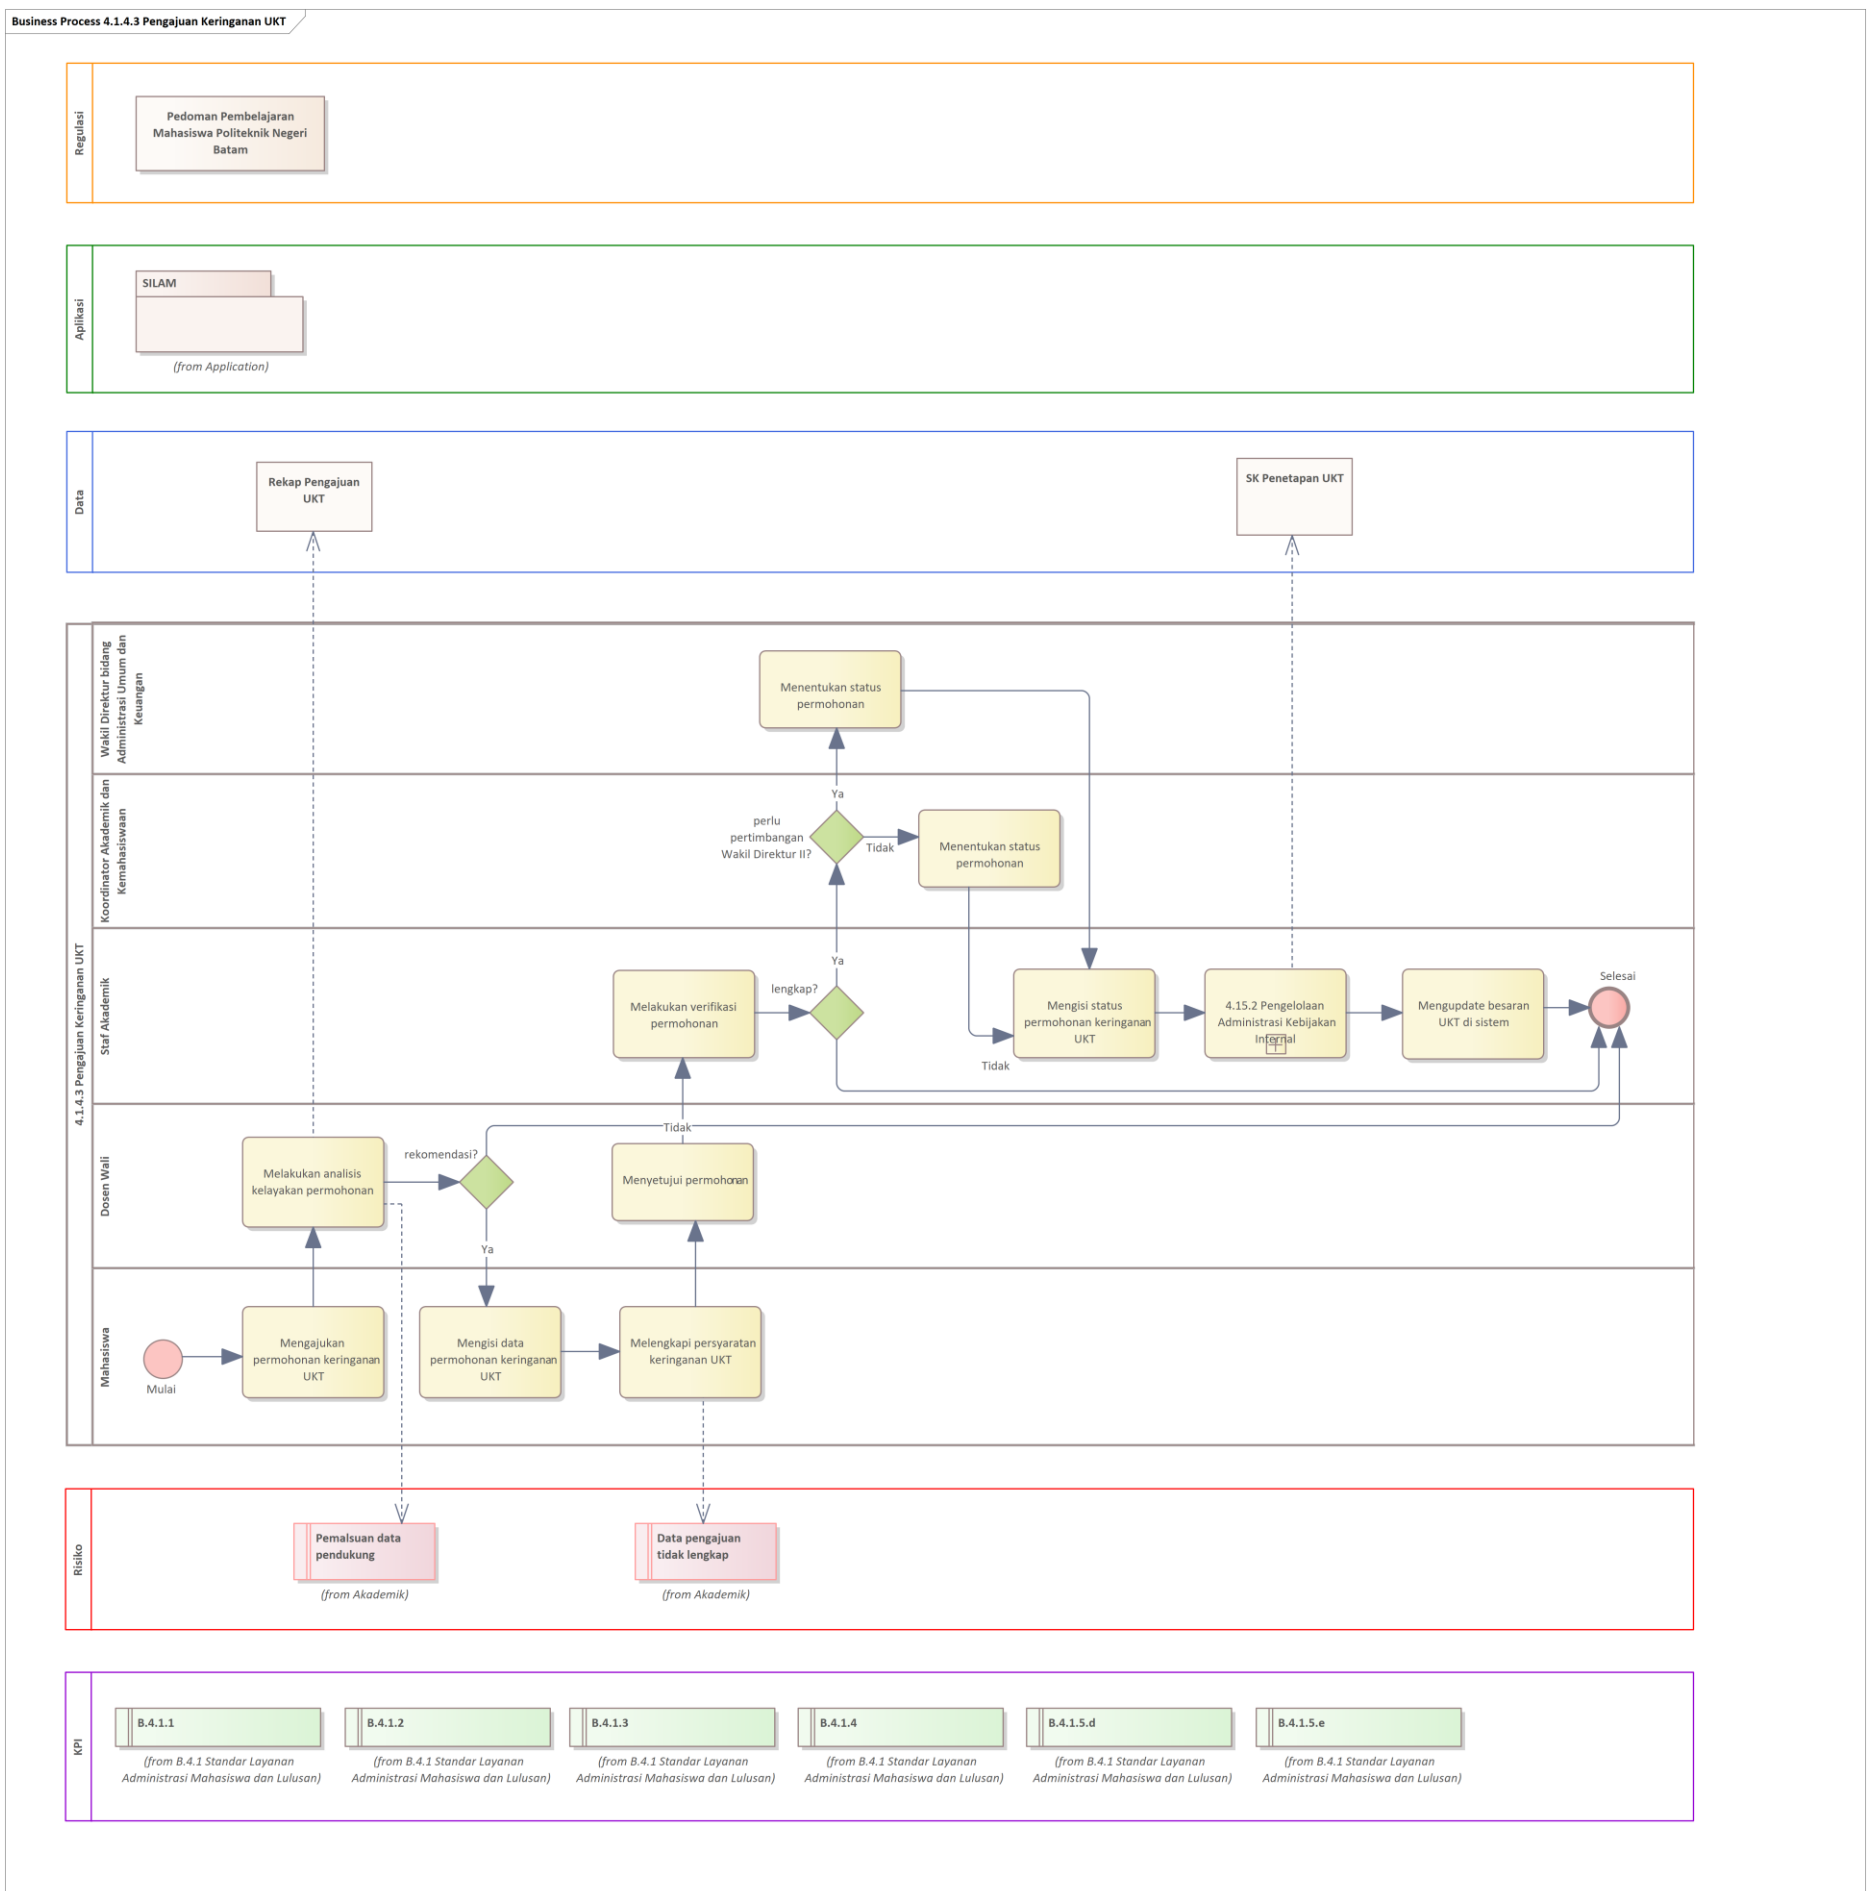 Business Process 4.1.4.3 Pengajuan Keringanan UKT
Regulasi
Pedoman Pembelajaran
Mahasiswa Politeknik Negeri
Batam
Aplikasi
SILAM
(from Application)
Data
Rekap Pengajuan
UKT
SK Penetapan UKT
4.1.4.3 Pengajuan Keringanan UKT
Wakil Direktur bidang
Administrasi Umum dan
Keuangan
Menentukan status
permohonan
Koordinator Akademik dan
Kemahasiswaan
Ya
perlu
pertimbangan
Wakil Direktur II?
Tidak
Menentukan status
permohonan
Staf Akademik
Ya
Melakukan verifikasi
permohonan
lengkap?
Tidak
Mengisi status
permohonan keringanan
UKT
4.15.2 Pengelolaan
Administrasi Kebijakan
Internal
Mengupdate besaran
UKT di sistem
Selesai
Dosen Wali
Melakukan analisis
kelayakan permohonan
rekomendasi?
Tidak
Ya
Menyetujui permohonan
Mahasiswa
Mulai
Mengajukan
permohonan keringanan
UKT
Mengisi data
permohonan keringanan
UKT
Melengkapi persyaratan
keringanan UKT
Risiko
Pemalsuan data
pendukung
(from Akademik)
Data pengajuan
tidak lengkap
(from Akademik)
KPI
B.4.1.1
(from B.4.1 Standar Layanan
Administrasi Mahasiswa dan Lulusan)
B.4.1.2
(from B.4.1 Standar Layanan
Administrasi Mahasiswa dan Lulusan)
B.4.1.3
(from B.4.1 Standar Layanan
Administrasi Mahasiswa dan Lulusan)
B.4.1.4
(from B.4.1 Standar Layanan
Administrasi Mahasiswa dan Lulusan)
B.4.1.5.d
(from B.4.1 Standar Layanan
Administrasi Mahasiswa dan Lulusan)
B.4.1.5.e
(from B.4.1 Standar Layanan
Administrasi Mahasiswa dan Lulusan)